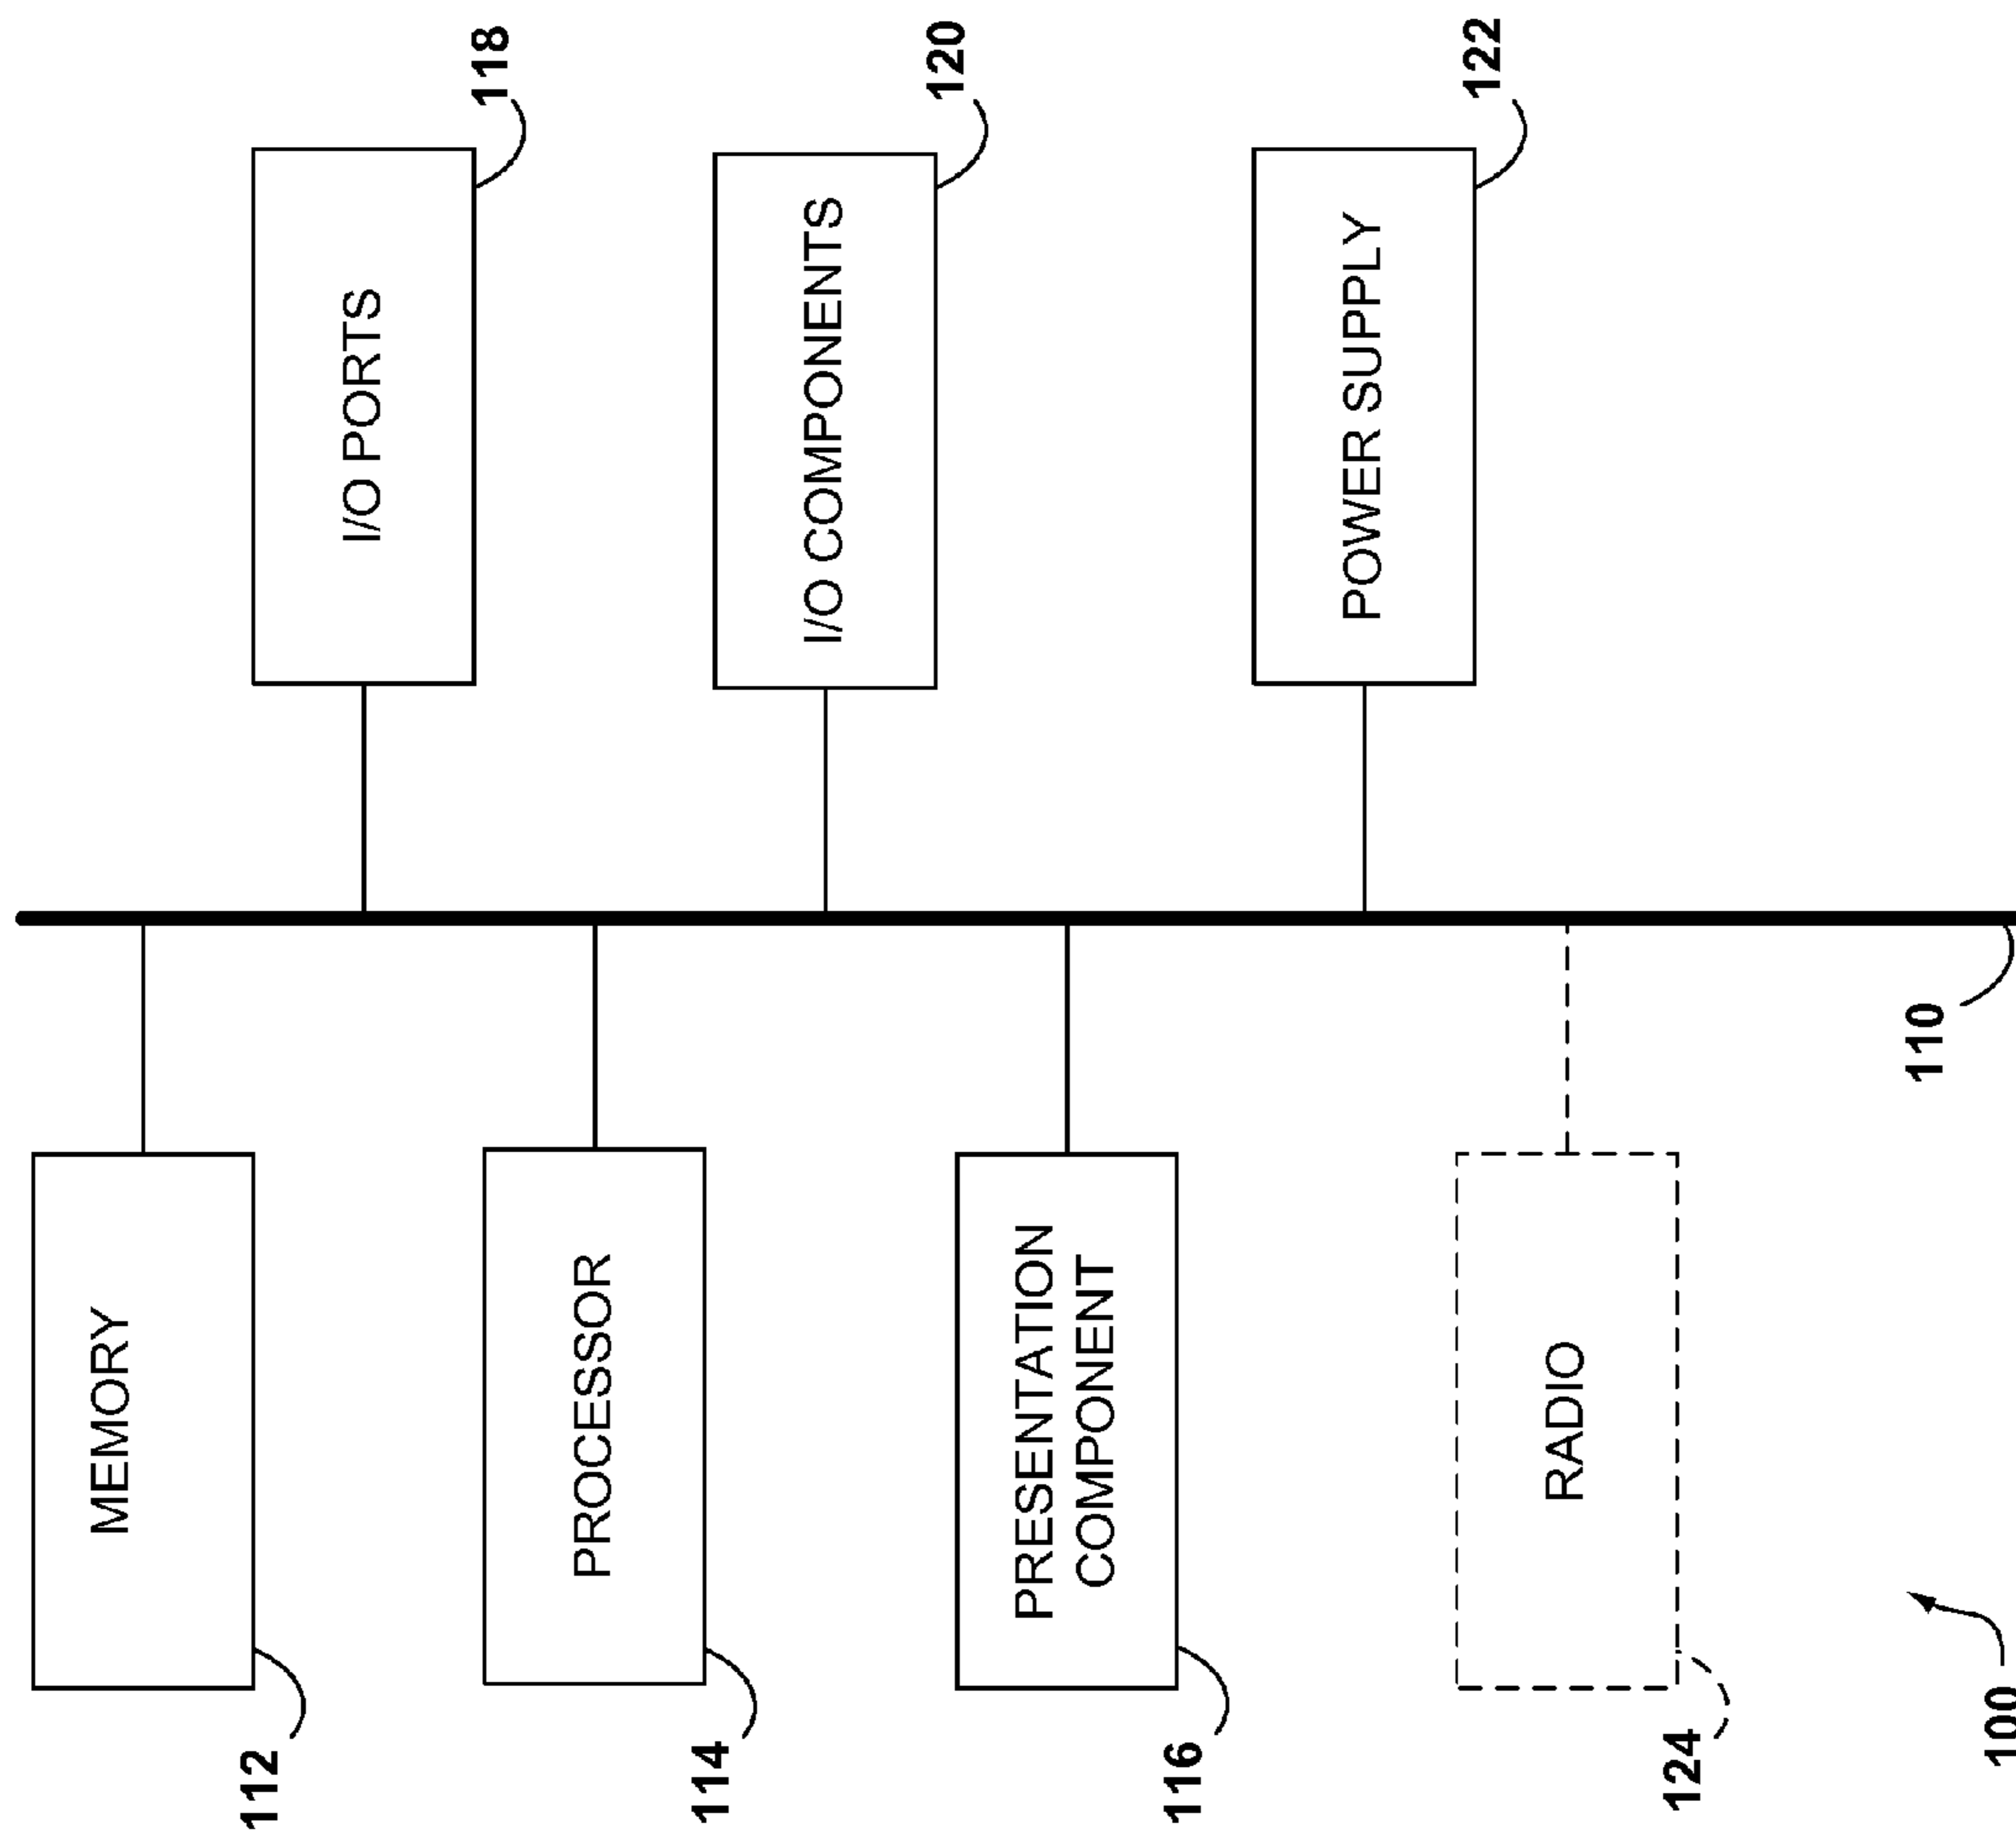 MEMORY
112
PROCESSOR
114
PRESENTATION
COMPONENT
116
RADIO
124
I/O PORTS
118
I/O COMPONENTS
120
POWER SUPPLY
122
110
100